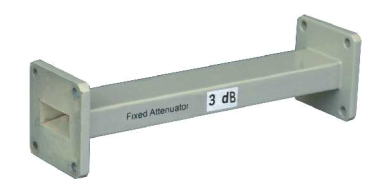 Fixed Attenuator 3 dB